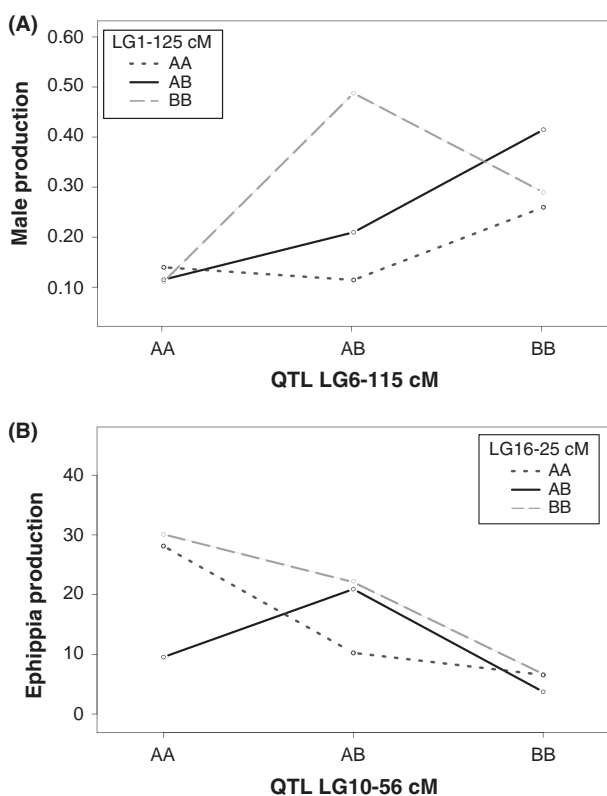 (A)
LG1-125 cM
AA
AB
BB
Male production
0.60
0.50
0.40
0.30
0.20
0.10
AA AB BB
QTL LG6-115 cM
(B)
LG16-25 cM
AA
AB
BB
Ephippia production
40
30
20
10
0
AA AB BB
QTL LG10-56 cM